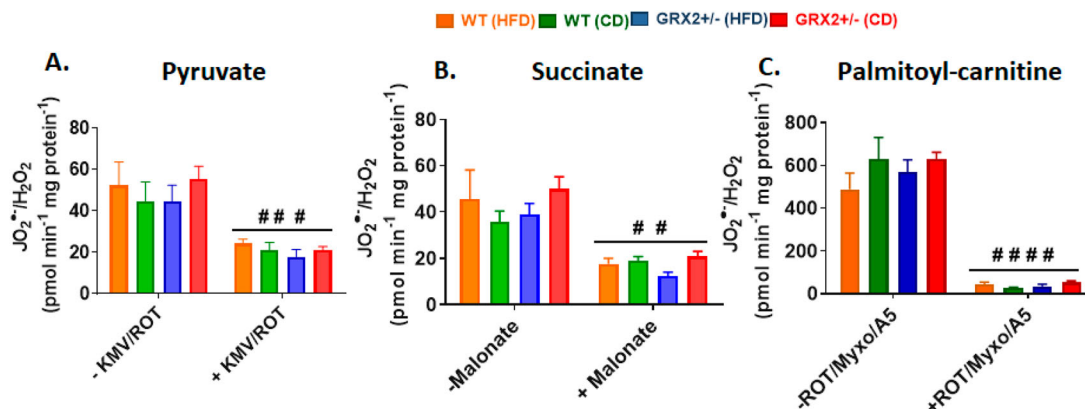 WT (HFD) WT (CD) GRX2+/- (HFD) GRX2+/- (CD)
A. Pyruvate
JO₂•⁻/H₂O₂
(pmol min⁻¹ mg protein⁻¹)
80
60
40
20
0
# # #
- KMV/ROT
+ KMV/ROT
B. Succinate
JO₂•⁻/H₂O₂
(pmol min⁻¹ mg protein⁻¹)
80
60
40
20
0
# #
-Malonate
+ Malonate
C. Palmitoyl-carnitine
JO₂•⁻/H₂O₂
(pmol min⁻¹ mg protein⁻¹)
800
600
400
200
0
# # # #
-ROT/Myxo/A5
+ROT/Myxo/A5